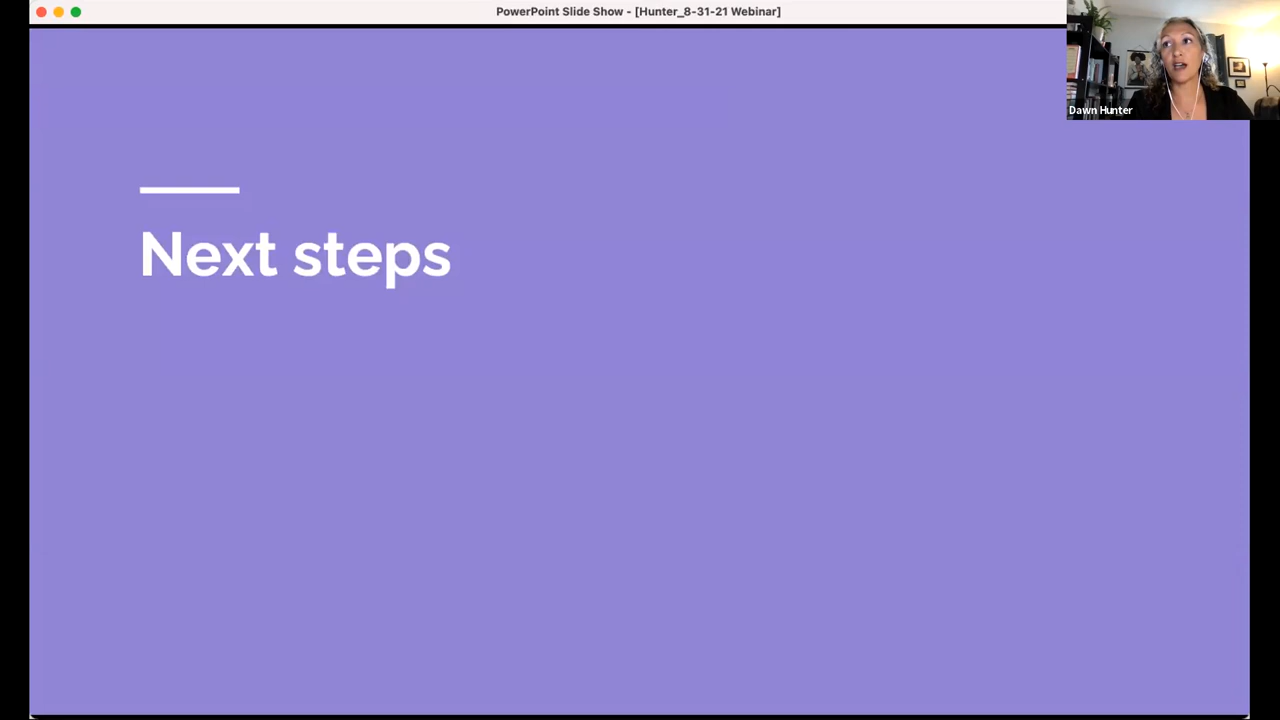 PowerPoint Slide Show - [Hunter_8-31-21 Webinar]
Dawn Hunter
Next steps